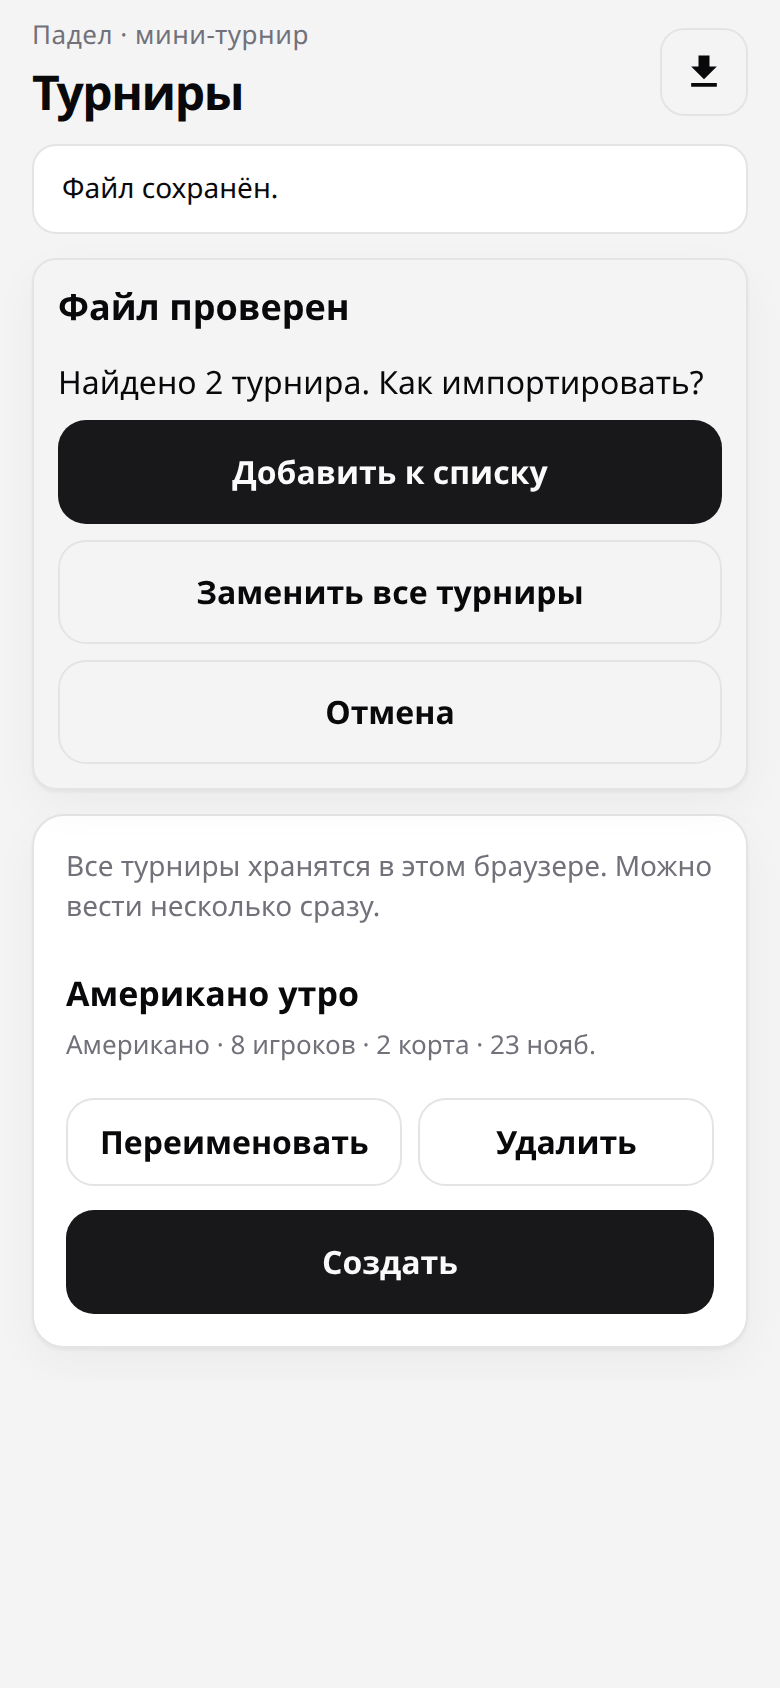 Падел · мини-турнир
Турниры
Файл сохранён.
Файл проверен
Найдено 2 турнира. Как импортировать?
Добавить к списку
Заменить все турниры
Отмена
Все турниры хранятся в этом браузере. Можно
вести несколько сразу.
Американо утро
Американо · 8 игроков · 2 корта · 23 нояб.
Переименовать
Удалить
Создать